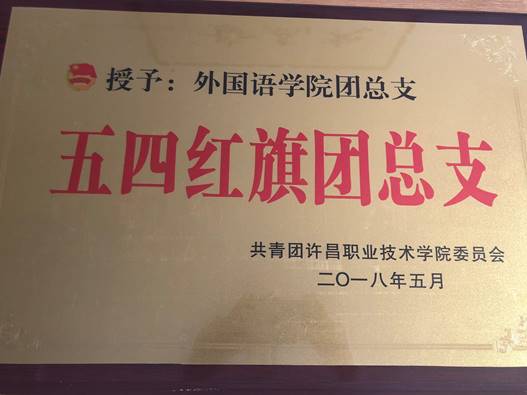 授予：外国语学院团总支
五四红旗团总支
共青团许昌职业技术学院委员会
二〇一八年五月